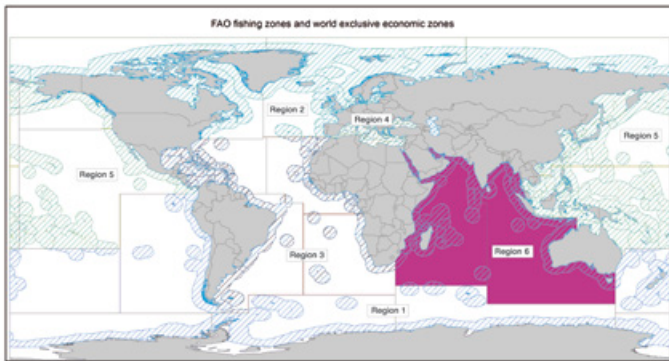 FAO fishing zones and world exclusive economic zones
Region 2
Region 4
Region 5
Region 5
Region 6
Region 3
Region 1